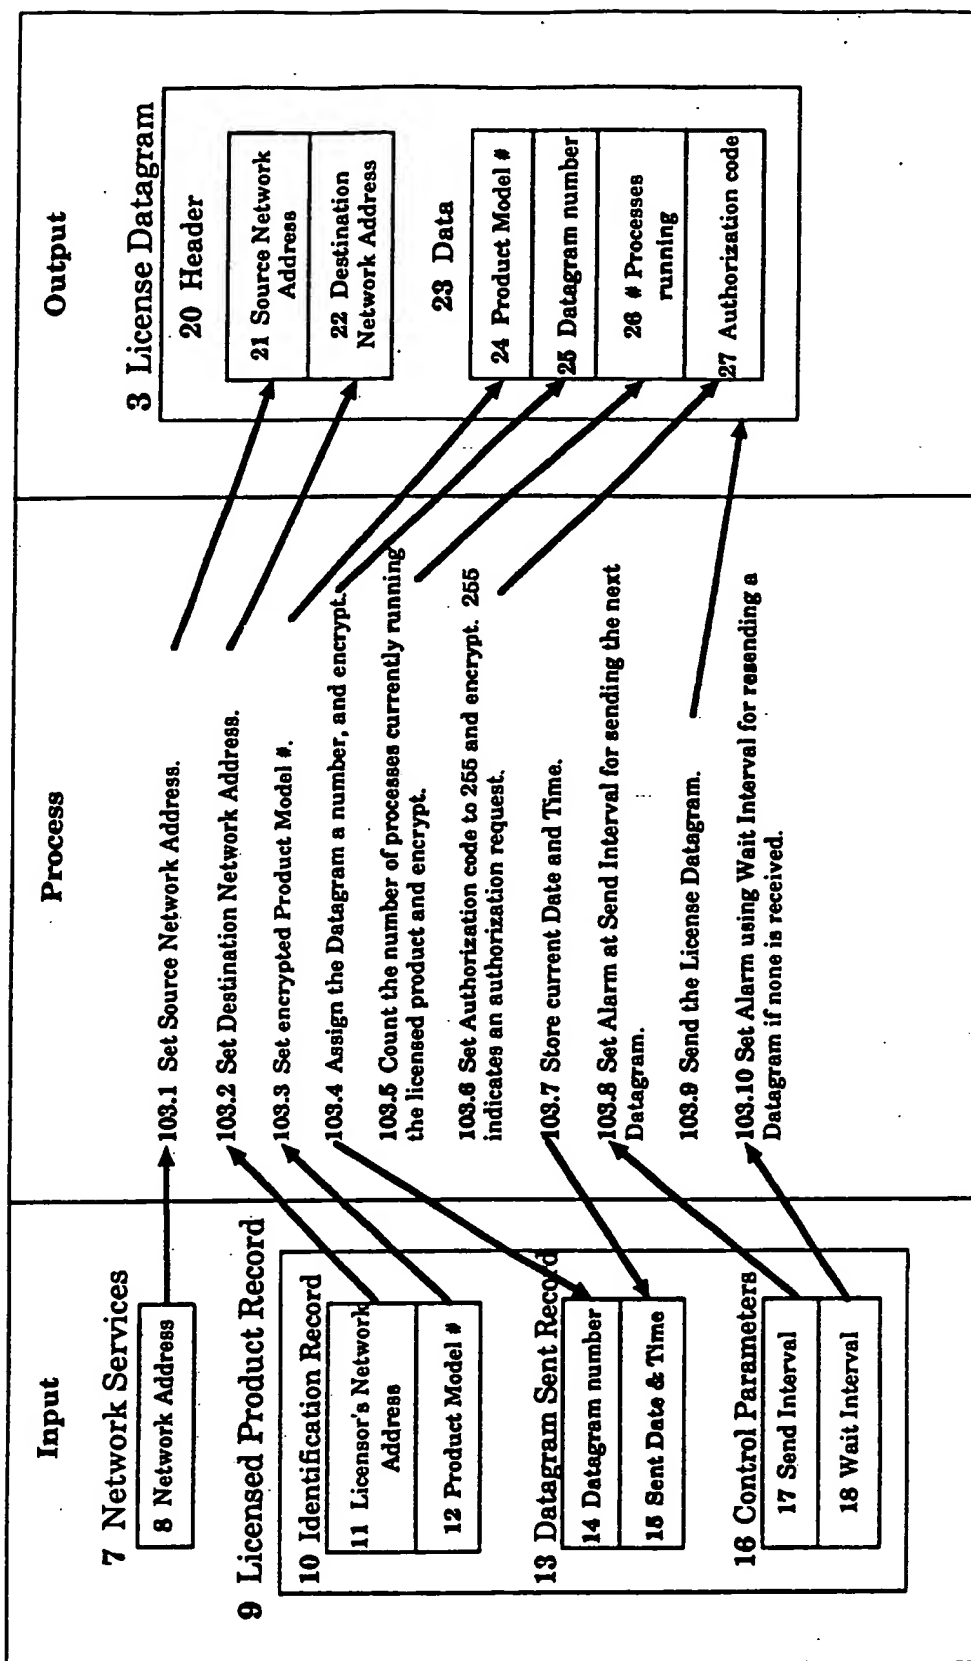 Input
7 Network Services
8 Network Address
9 Licensed Product Record
10 Identification Record
11 Licensor's Network
Address
12 Product Model #
13 Datagram Sent Record
14 Datagram number
15 Sent Date & Time
16 Control Parameters
17 Send Interval
18 Wait Interval
Process
103.1 Set Source Network Address.
103.2 Set Destination Network Address.
103.3 Set encrypted Product Model #.
103.4 Assign the Datagram a number, and encrypt.
103.5 Count the number of processes currently running
the licensed product and encrypt.
103.6 Set Authorization code to 255 and encrypt. 255
indicates an authorization request.
103.7 Store current Date and Time.
103.8 Set Alarm at Send Interval for sending the next
Datagram.
103.9 Send the License Datagram.
103.10 Set Alarm using Wait Interval for resending a
Datagram if none is received.
Output
3 License Datagram
20 Header
21 Source Network
Address
22 Destination
Network Address
23 Data
24 Product Model #
25 Datagram number
26 # Processes
running
27 Authorization code